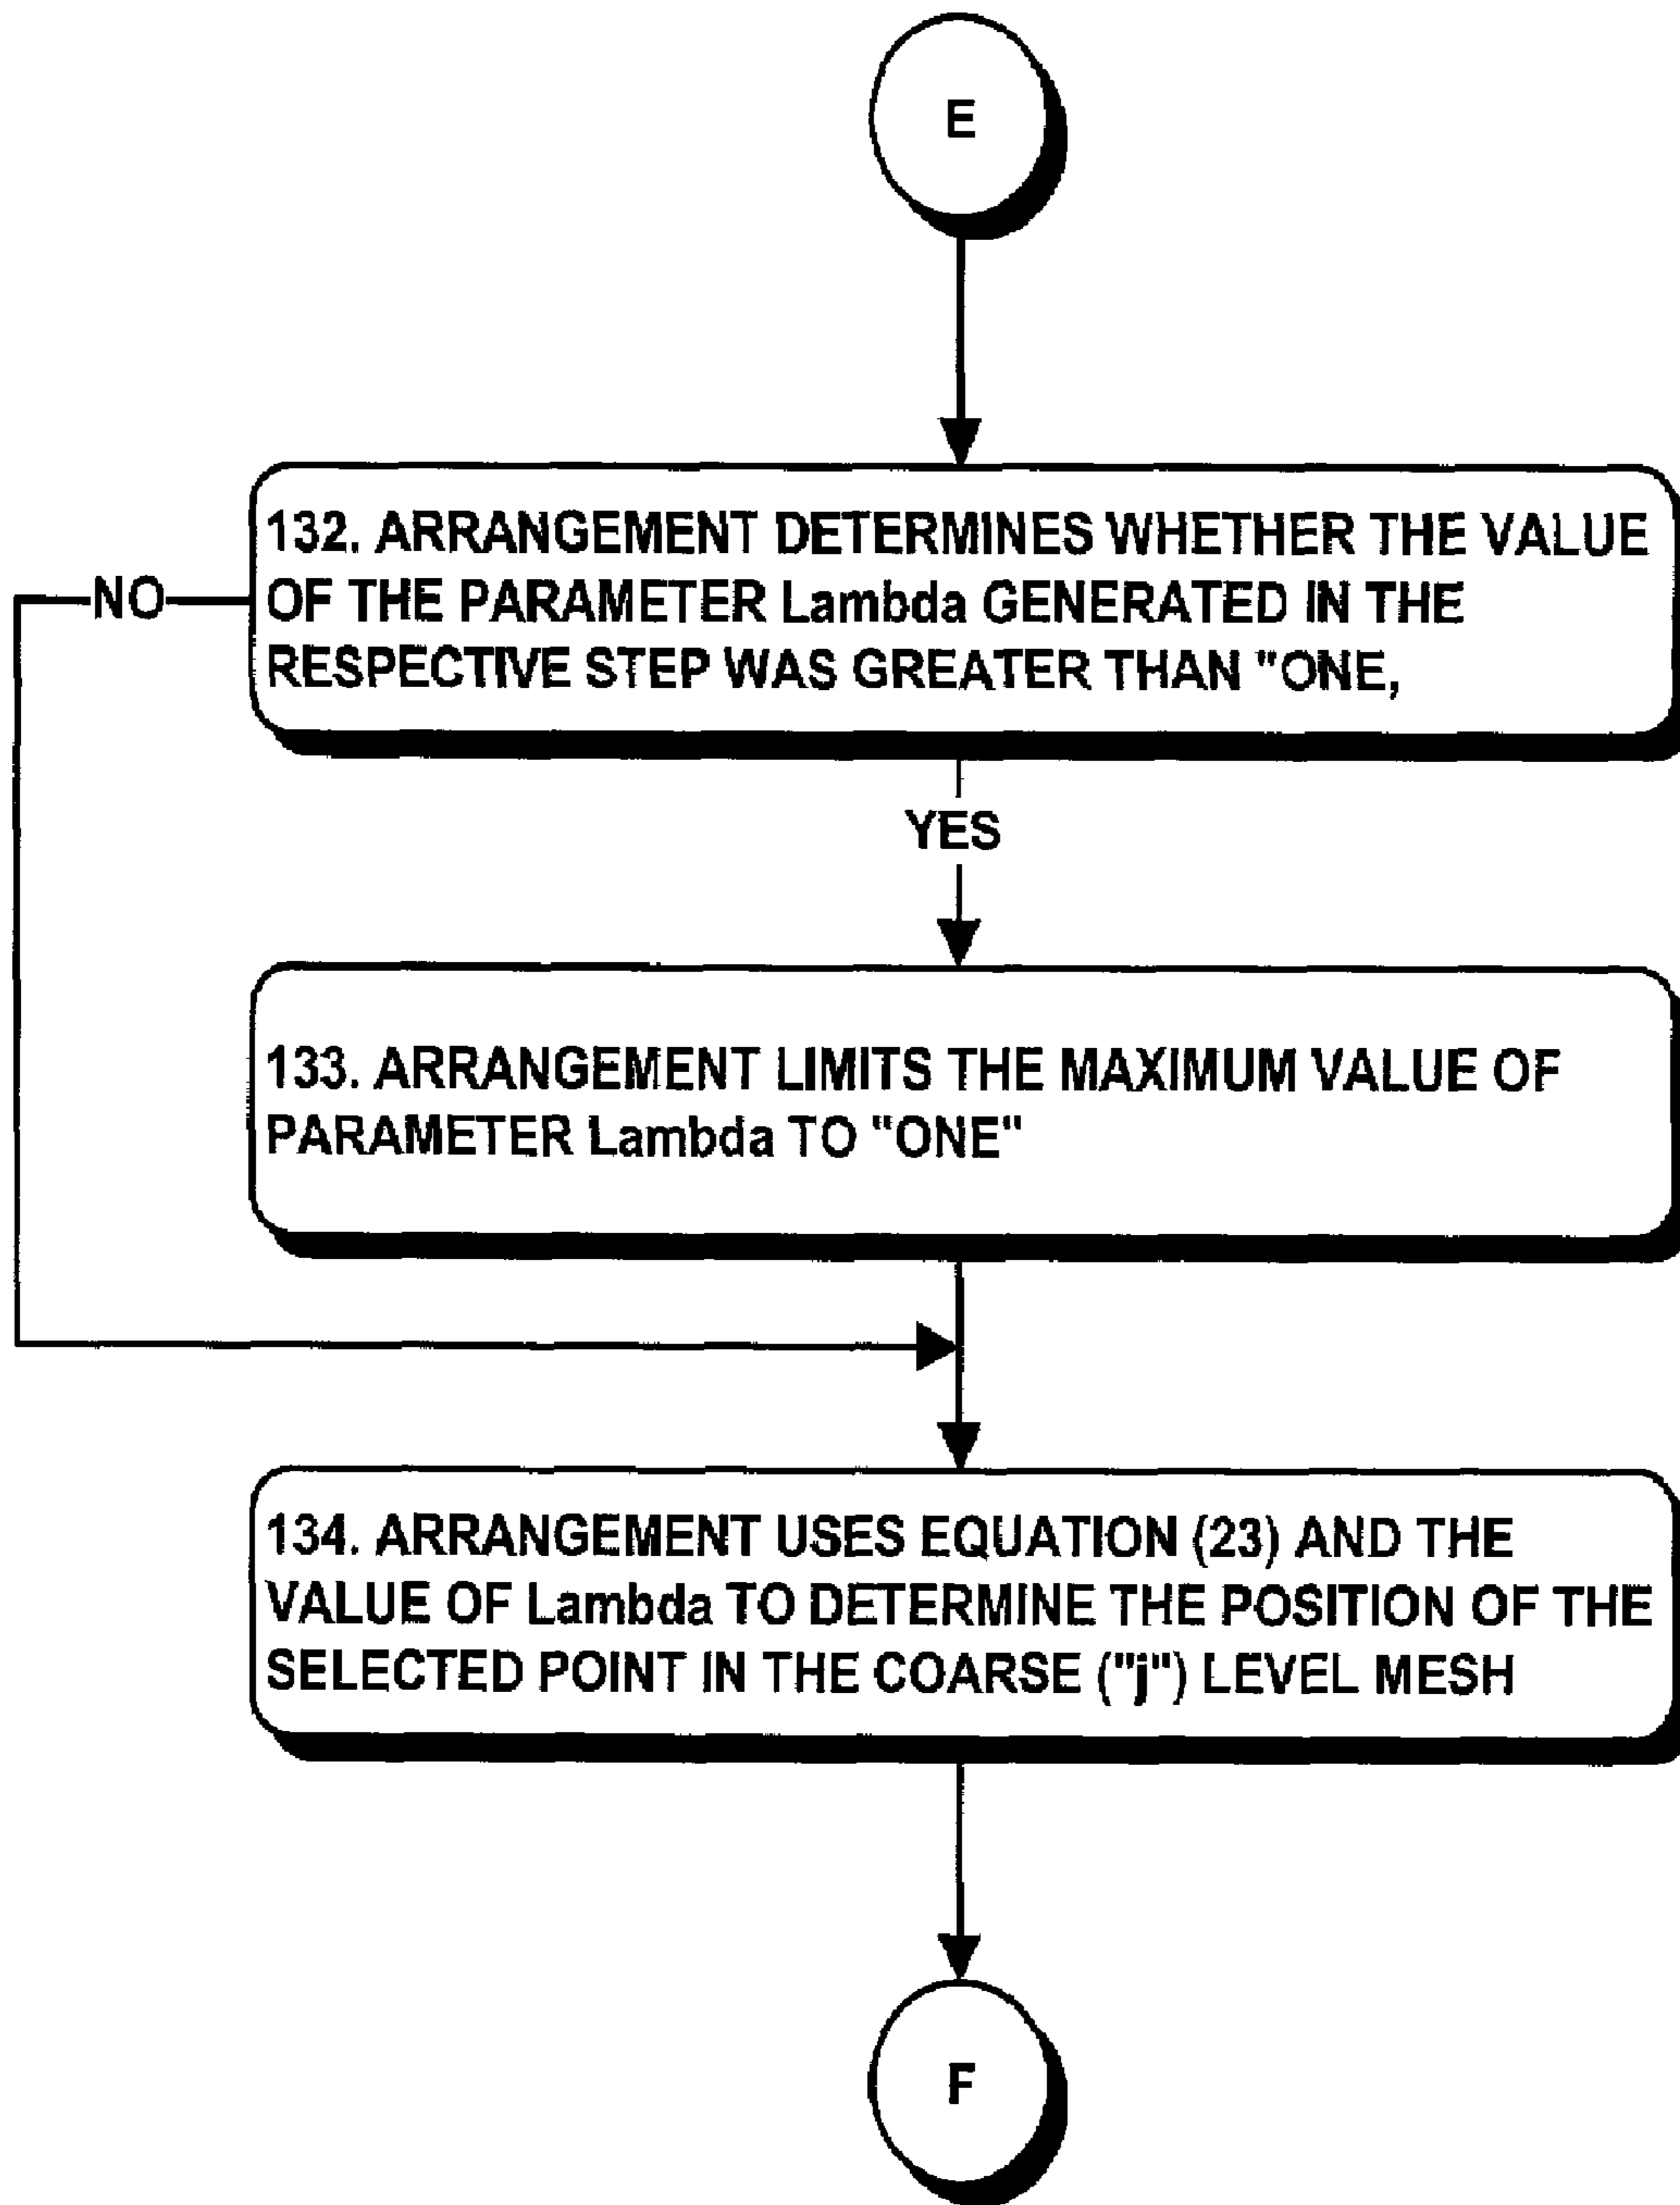 E
132. ARRANGEMENT DETERMINES WHETHER THE VALUE
OF THE PARAMETER Lambda GENERATED IN THE
RESPECTIVE STEP WAS GREATER THAN "ONE,
NO
YES
133. ARRANGEMENT LIMITS THE MAXIMUM VALUE OF
PARAMETER Lambda TO "ONE"
134. ARRANGEMENT USES EQUATION (23) AND THE
VALUE OF Lambda TO DETERMINE THE POSITION OF THE
SELECTED POINT IN THE COARSE ("j") LEVEL MESH
F